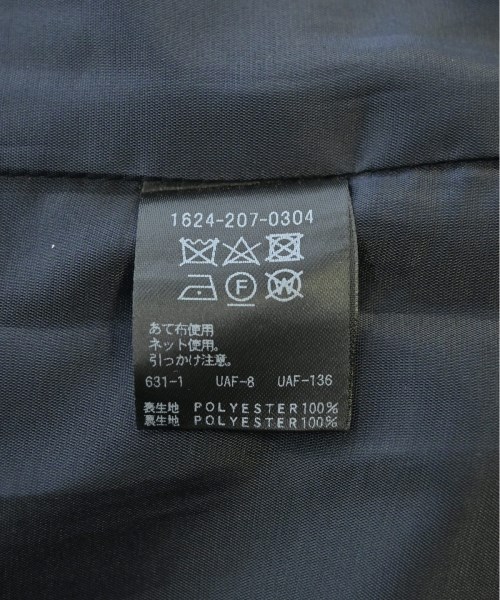 1624-207-0304
F W
あて布使用
ネット使用。
引っかけ注意。
631-1 UAF-8 UAF-136
表生地 POLYESTER100%
裏生地 POLYESTER100%